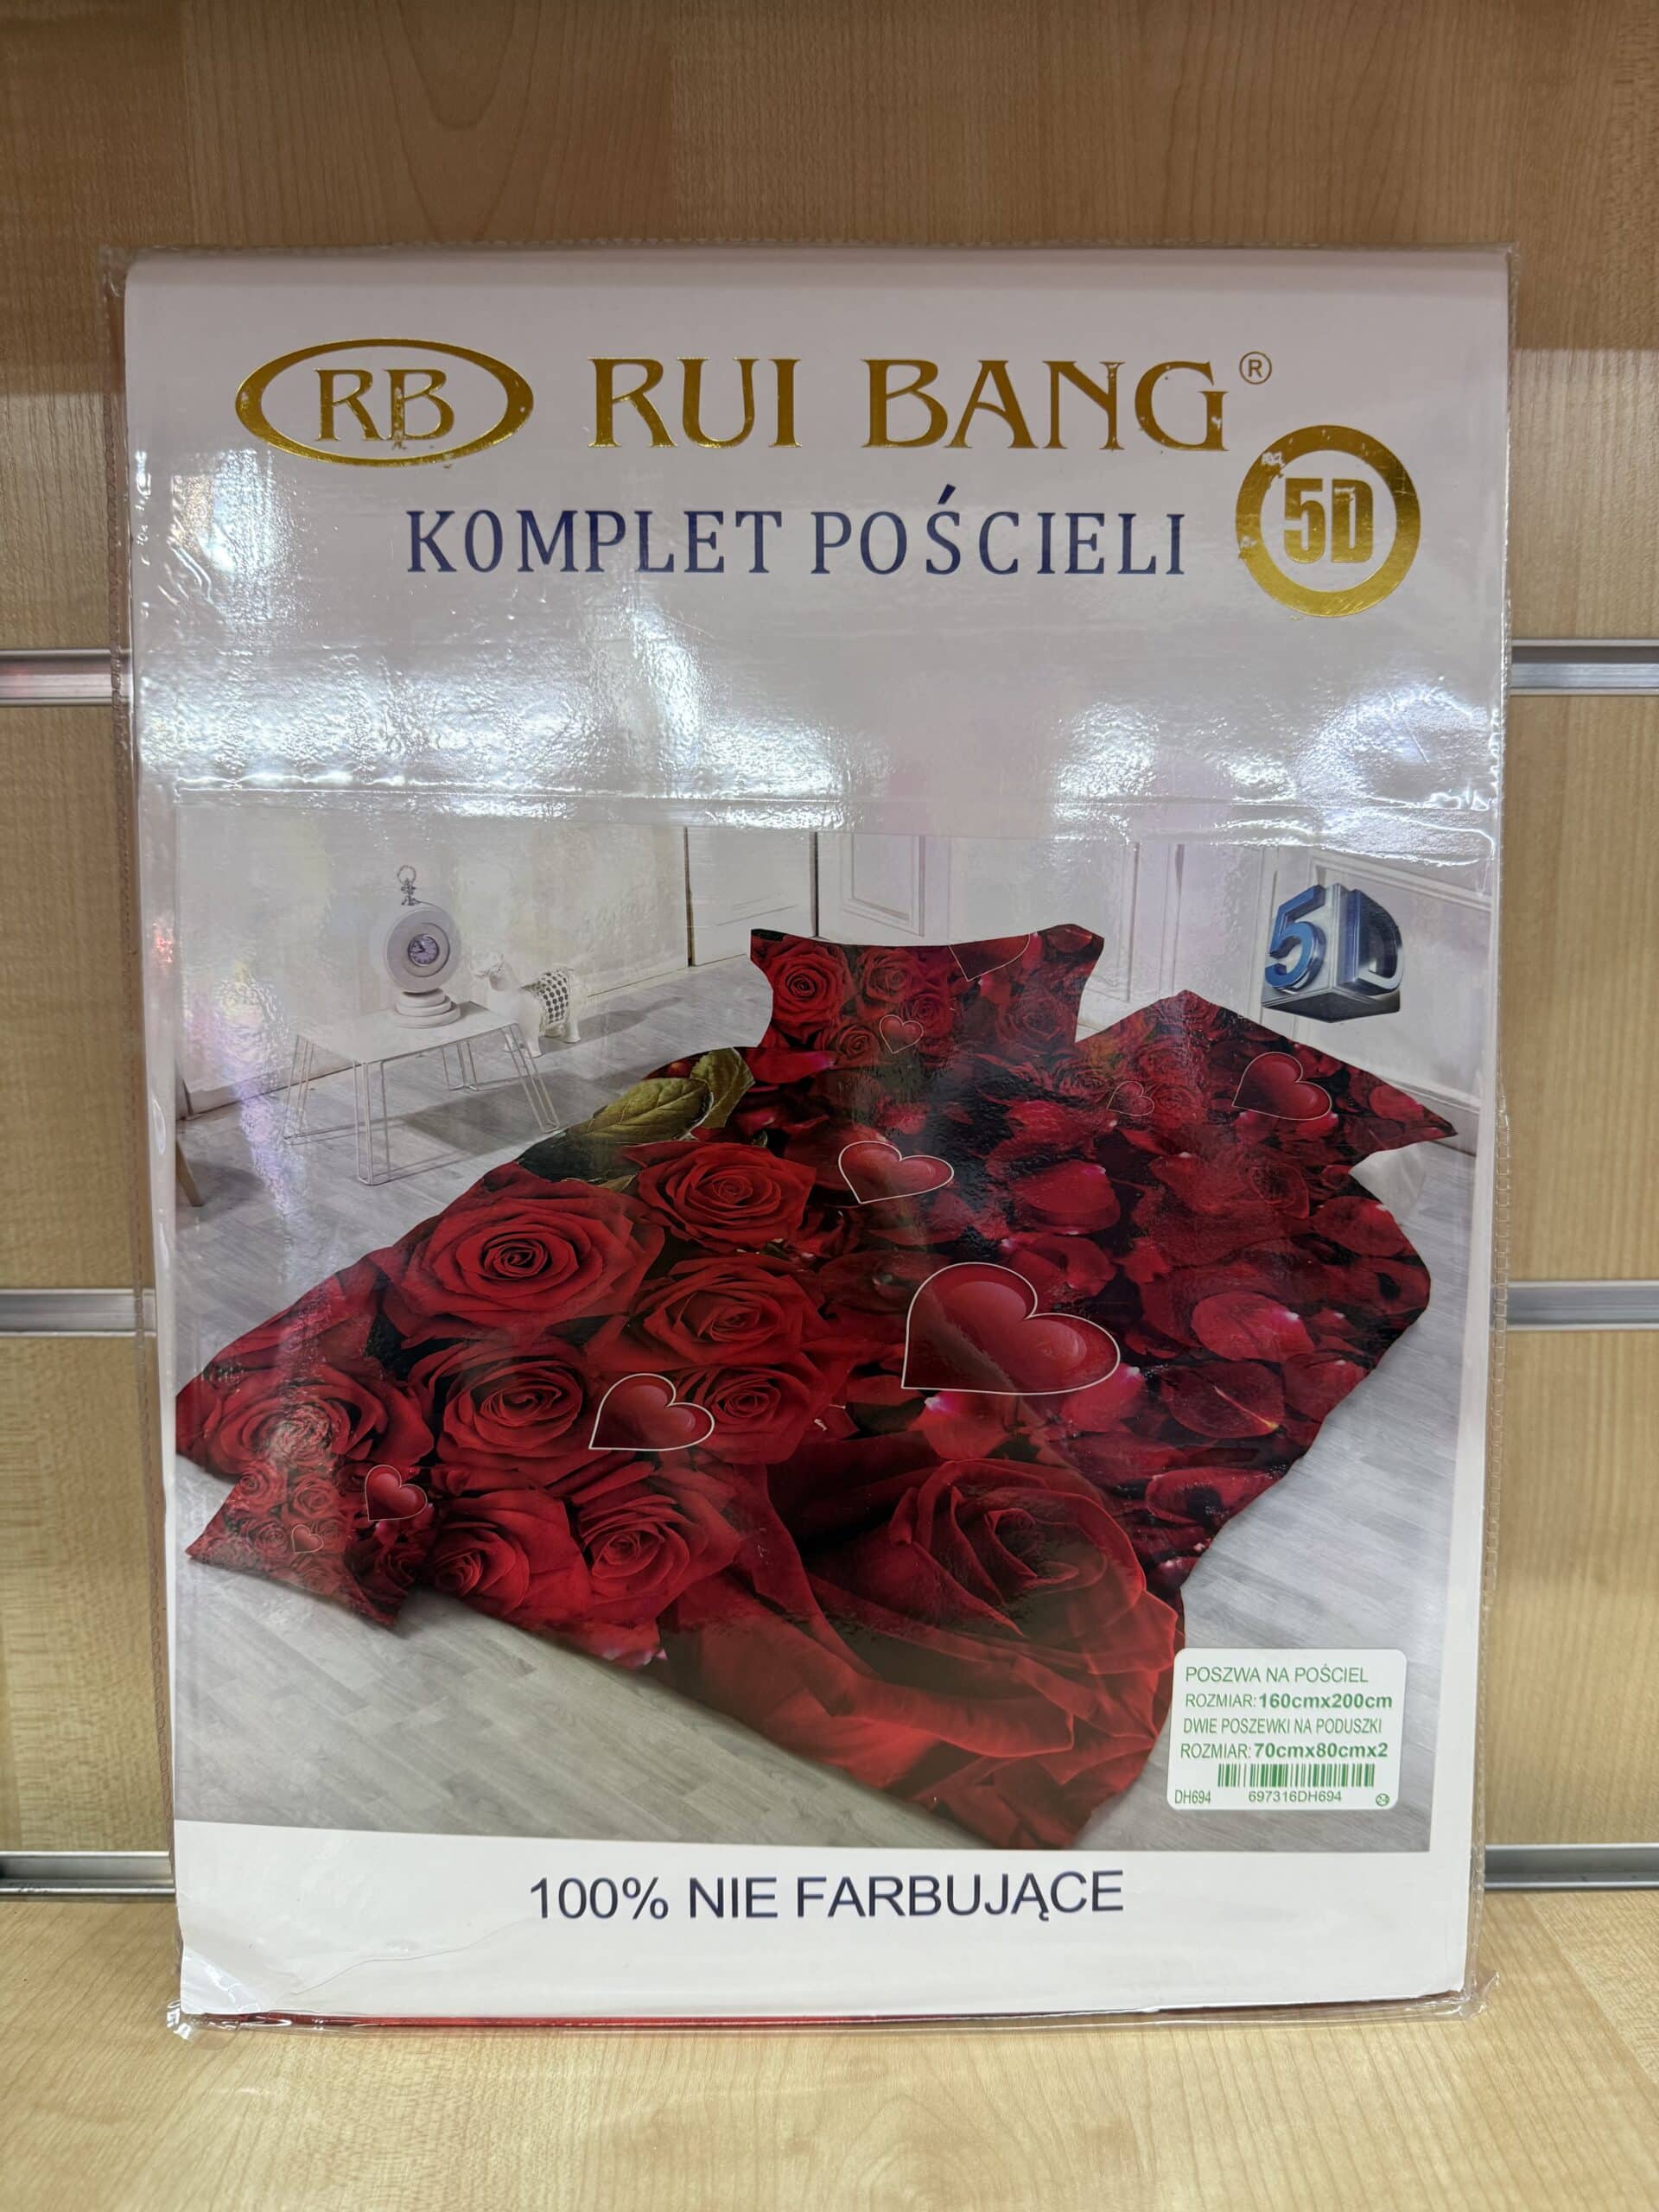 RB RUI BANG®
5D
KOMPLET POŚCIELI
5D
POSZWA NA POŚCIEL
ROZMIAR: 160cmx200cm
DWIE POSZEWKI NA PODUSZKI
ROZMIAR: 70cmx80cmx2
DH694 697316DH694 24
100% NIE FARBUJĄCE